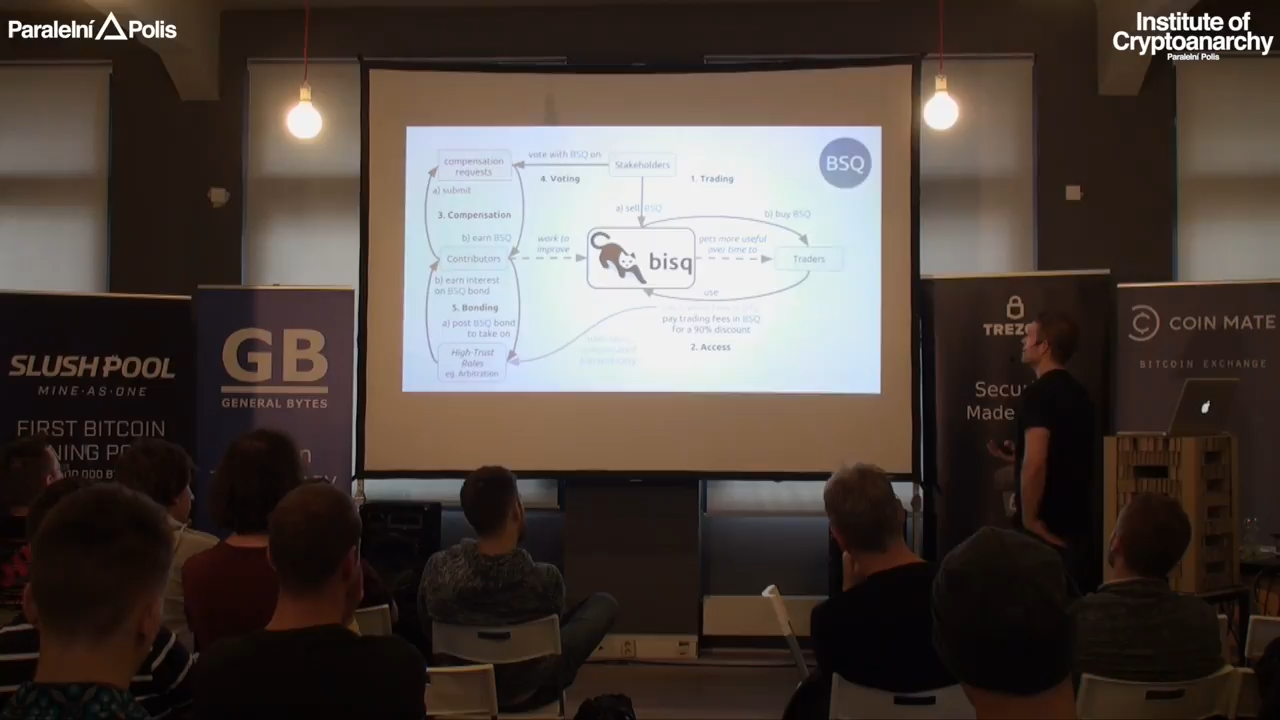 Paralelní Polis
Institute of
Cryptoanarchy
Paralelní Polis
BSQ
compensation
requests
vote with BSQ on
Stakeholders
4. Voting
1. Trading
a) submit
3. Compensation
a) sell BSQ
b) buy BSQ
b) earn BSQ
work to
improve
bisq
gets more useful
over time to
Contributors
Traders
b) earn interest
on BSQ bond
use
5. Bonding
a) post BSQ bond
to take on
pay trading fees in BSQ
for a 90% discount
2. Access
High-Trust
Roles
eg. Arbitration
SLUSH POOL
MINE·AS·ONE
FIRST BITCOIN
GB
GENERAL BYTES
Made
COIN MATE
BITCOIN EXCHANGE